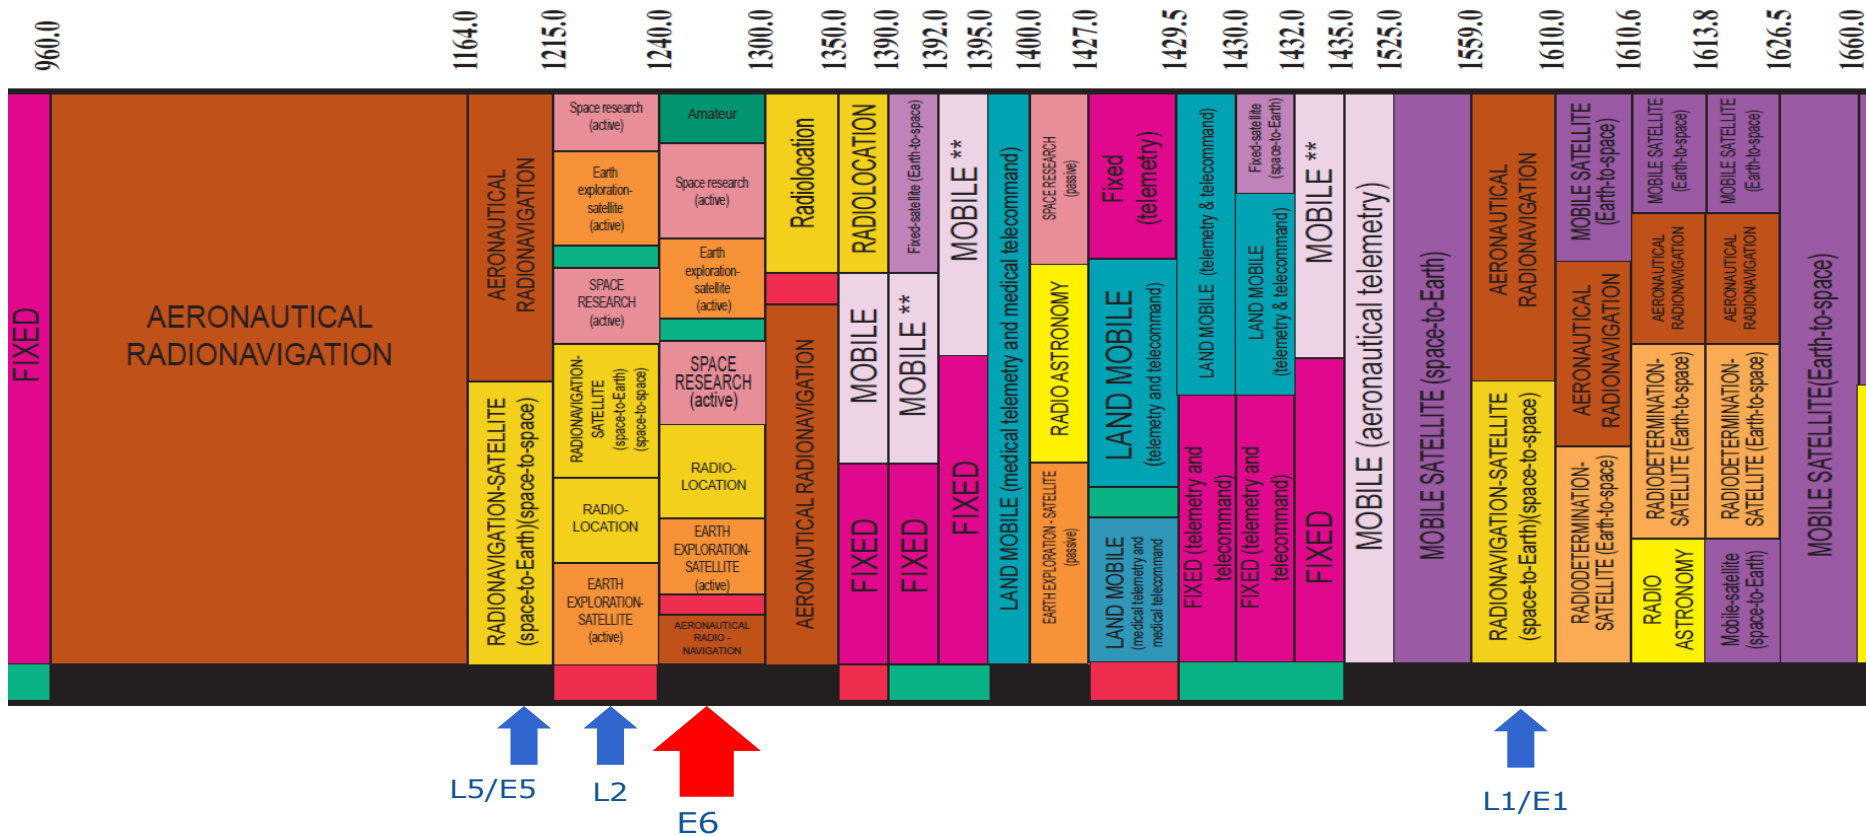 960.0
1164.0
1215.0
1240.0
1300.0
1350.0
1390.0
1392.0
1395.0
1400.0
1427.0
1429.5
1430.0
1432.0
1435.0
1525.0
1559.0
1610.0
1610.6
1613.8
1626.5
1660.0
FIXED
AERONAUTICAL
RADIONAVIGATION
AERONAUTICAL
RADIONAVIGATION
RADIONAVIGATION-SATELLITE
(space-to-Earth)(space-to-space)
Space research
(active)
Earth
exploration-
satellite
(active)
SPACE
RESEARCH
(active)
RADIONAVIGATION-
SATELLITE
(space-to-Earth)
(space-to-space)
RADIO-
LOCATION
EARTH
EXPLORATION-
SATELLITE
(active)
Amateur
Space research
(active)
Earth
exploration-
satellite
(active)
SPACE
RESEARCH
(active)
RADIO-
LOCATION
EARTH
EXPLORATION-
SATELLITE
(active)
AERONAUTICAL
RADIO -
NAVIGATION
Radiolocation
AERONAUTICAL RADIONAVIGATION
RADIOLOCATION
MOBILE
FIXED
Fixed-satellite (Earth-to-space)
MOBILE **
FIXED
MOBILE **
FIXED
LAND MOBILE (medical telemetry and medical telecommand)
SPACE RESEARCH
(passive)
RADIO ASTRONOMY
EARTH EXPLORATION - SATELLITE
(passive)
Fixed
(telemetry)
LAND MOBILE
(telemetry and telecommand)
LAND MOBILE
(medical telemetry and
medical telecommand
LAND MOBILE (telemetry & telecommand)
FIXED (telemetry and
telecommand)
Fixed-satellite
(space-to-Earth)
LAND MOBILE
(telemetry & telecommand)
FIXED (telemetry and
telecommand)
MOBILE **
FIXED
MOBILE (aeronautical telemetry)
MOBILE SATELLITE (space-to-Earth)
AERONAUTICAL
RADIONAVIGATION
RADIONAVIGATION-SATELLITE
(space-to-Earth)(space-to-space)
MOBILE SATELLITE
(Earth-to-space)
AERONAUTICAL
RADIONAVIGATION
RADIODETERMINATION-
SATELLITE (Earth-to-space)
MOBILE SATELLITE
(Earth-to-space)
AERONAUTICAL
RADIONAVIGATION
RADIODETERMINATION-
SATELLITE (Earth-to-space)
RADIO
ASTRONOMY
MOBILE SATELLITE
(Earth-to-space)
AERONAUTICAL
RADIONAVIGATION
RADIODETERMINATION-
SATELLITE (Earth-to-space)
Mobile-satellite
(space-to-Earth)
MOBILE SATELLITE(Earth-to-space)
L5/E5
L2
E6
L1/E1